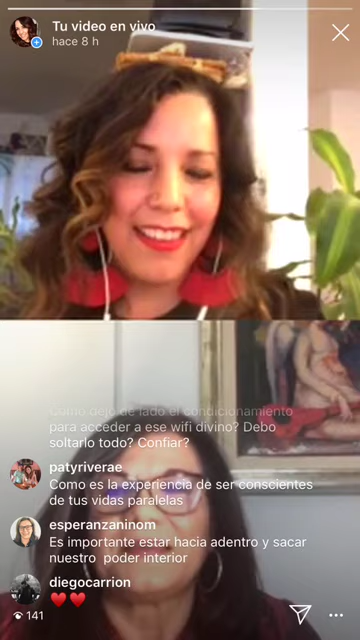 Tu video en vivo
hace 8 h
Como dejo de lado el condicionamiento
para acceder a ese wifi divino? Debo
soltarlo todo? Confiar?
patyriverae
Como es la experiencia de ser conscientes
de tus vidas paralelas
esperanzaninom
Es importante estar hacia adentro y sacar
nuestro poder interior
diegocarrion
❤️❤️
141